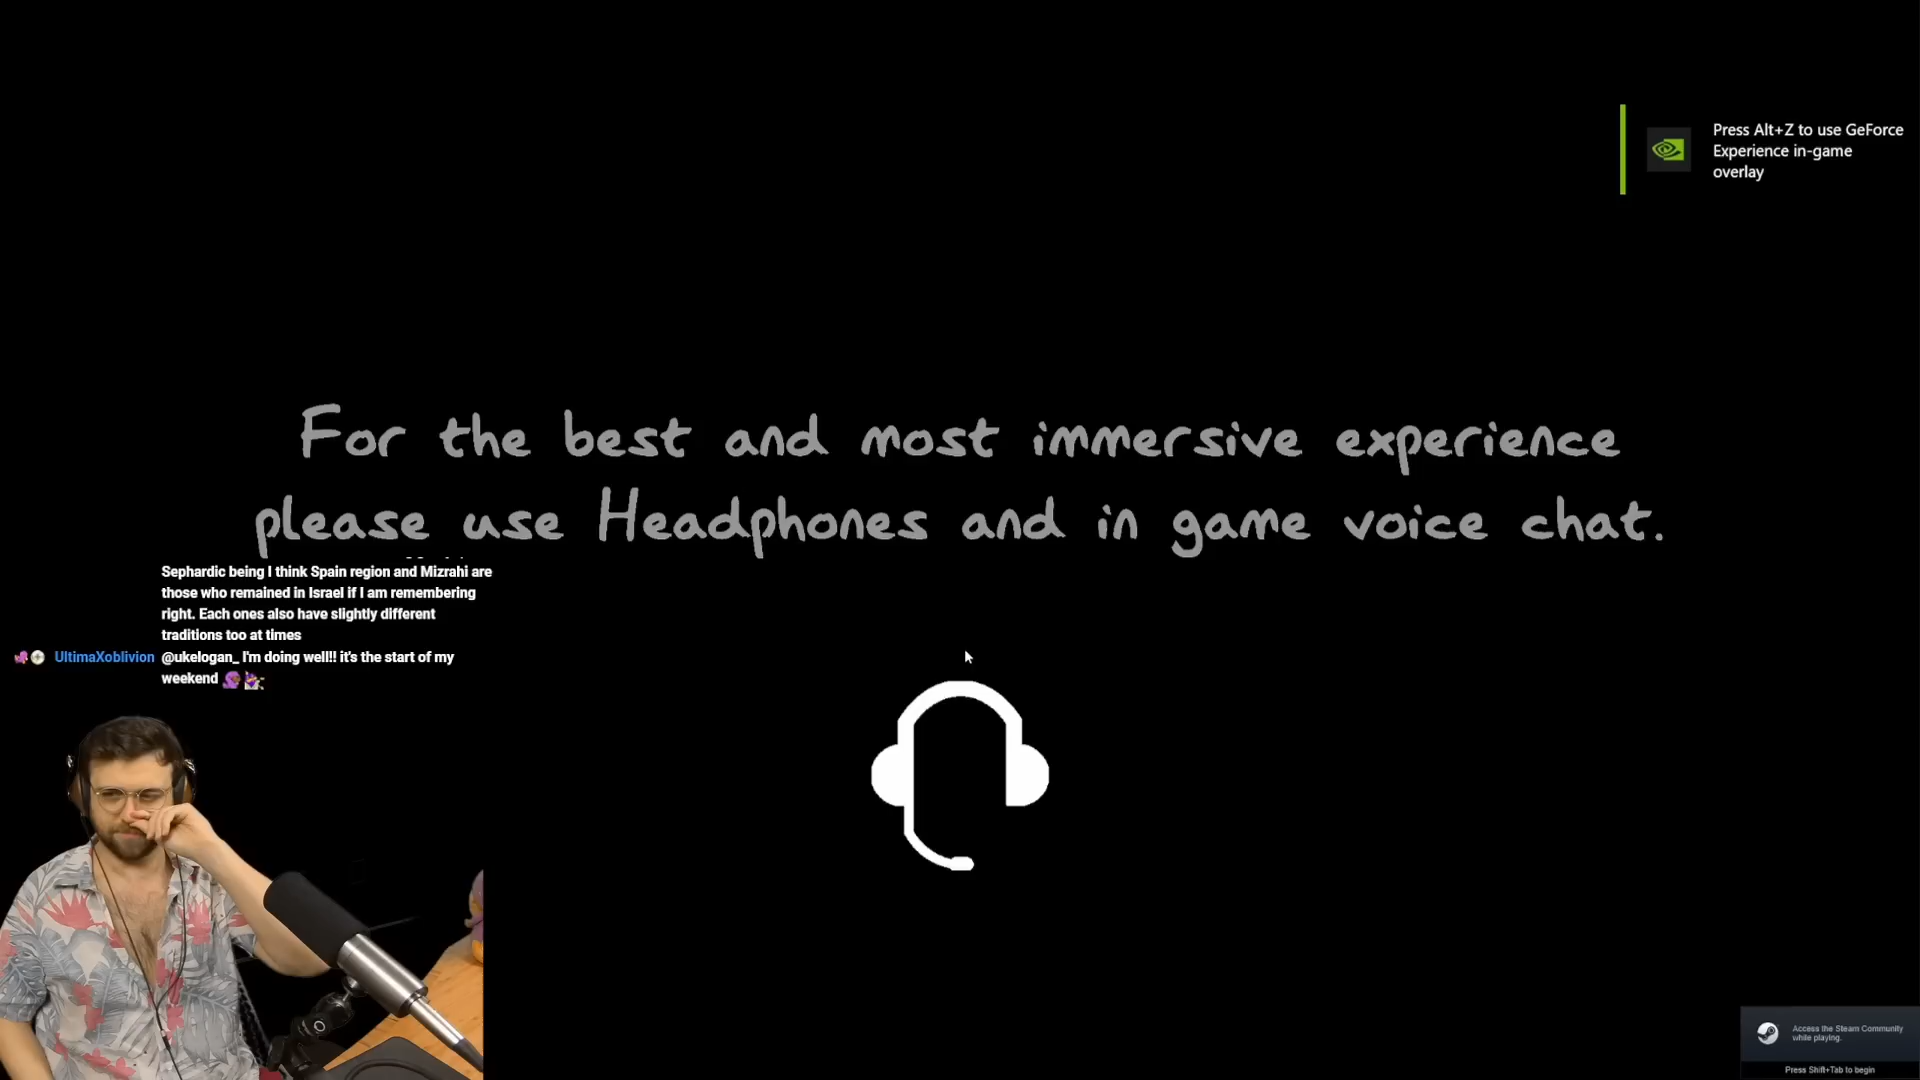 Press Alt+Z to use GeForce
Experience in-game
overlay
For the best and most immersive experience
please use Headphones and in game voice chat.
Sephardic being I think Spain region and Mizrahi are
those who remained in Israel if I am remembering
right. Each ones also have slightly different
traditions too at times
UltimaXoblivion @ukelogan_ I'm doing well!! it's the start of my
weekend
Access the Steam Community
while playing.
Press Shift+Tab to begin